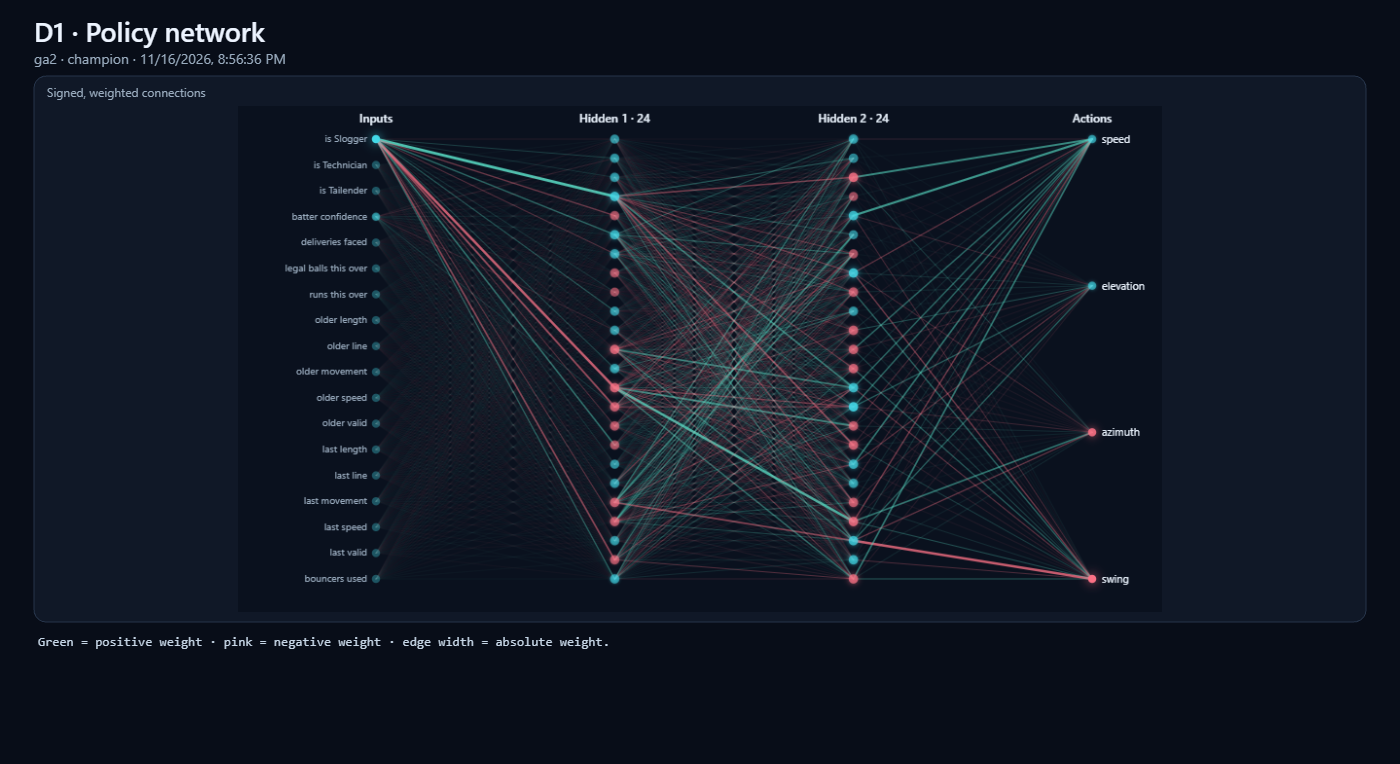 D1 · Policy network
ga2 · champion · 11/16/2026, 8:56:36 PM
Signed, weighted connections
Inputs
Hidden 1 · 24
Hidden 2 · 24
Actions
is Slogger
is Technician
is Tailender
batter confidence
deliveries faced
legal balls this over
runs this over
older length
older line
older movement
older speed
older valid
last length
last line
last movement
last speed
last valid
bouncers used
speed
elevation
azimuth
swing
Green = positive weight · pink = negative weight · edge width = absolute weight.